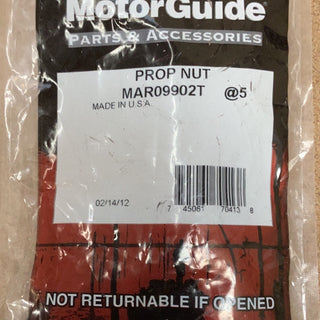 MotorGuide
PARTS & ACCESSORIES
PROP NUT
MAR09902T @5
MADE IN U.S.A.
02/14/12
7 45061 70413 8
NOT RETURNABLE IF OPENED